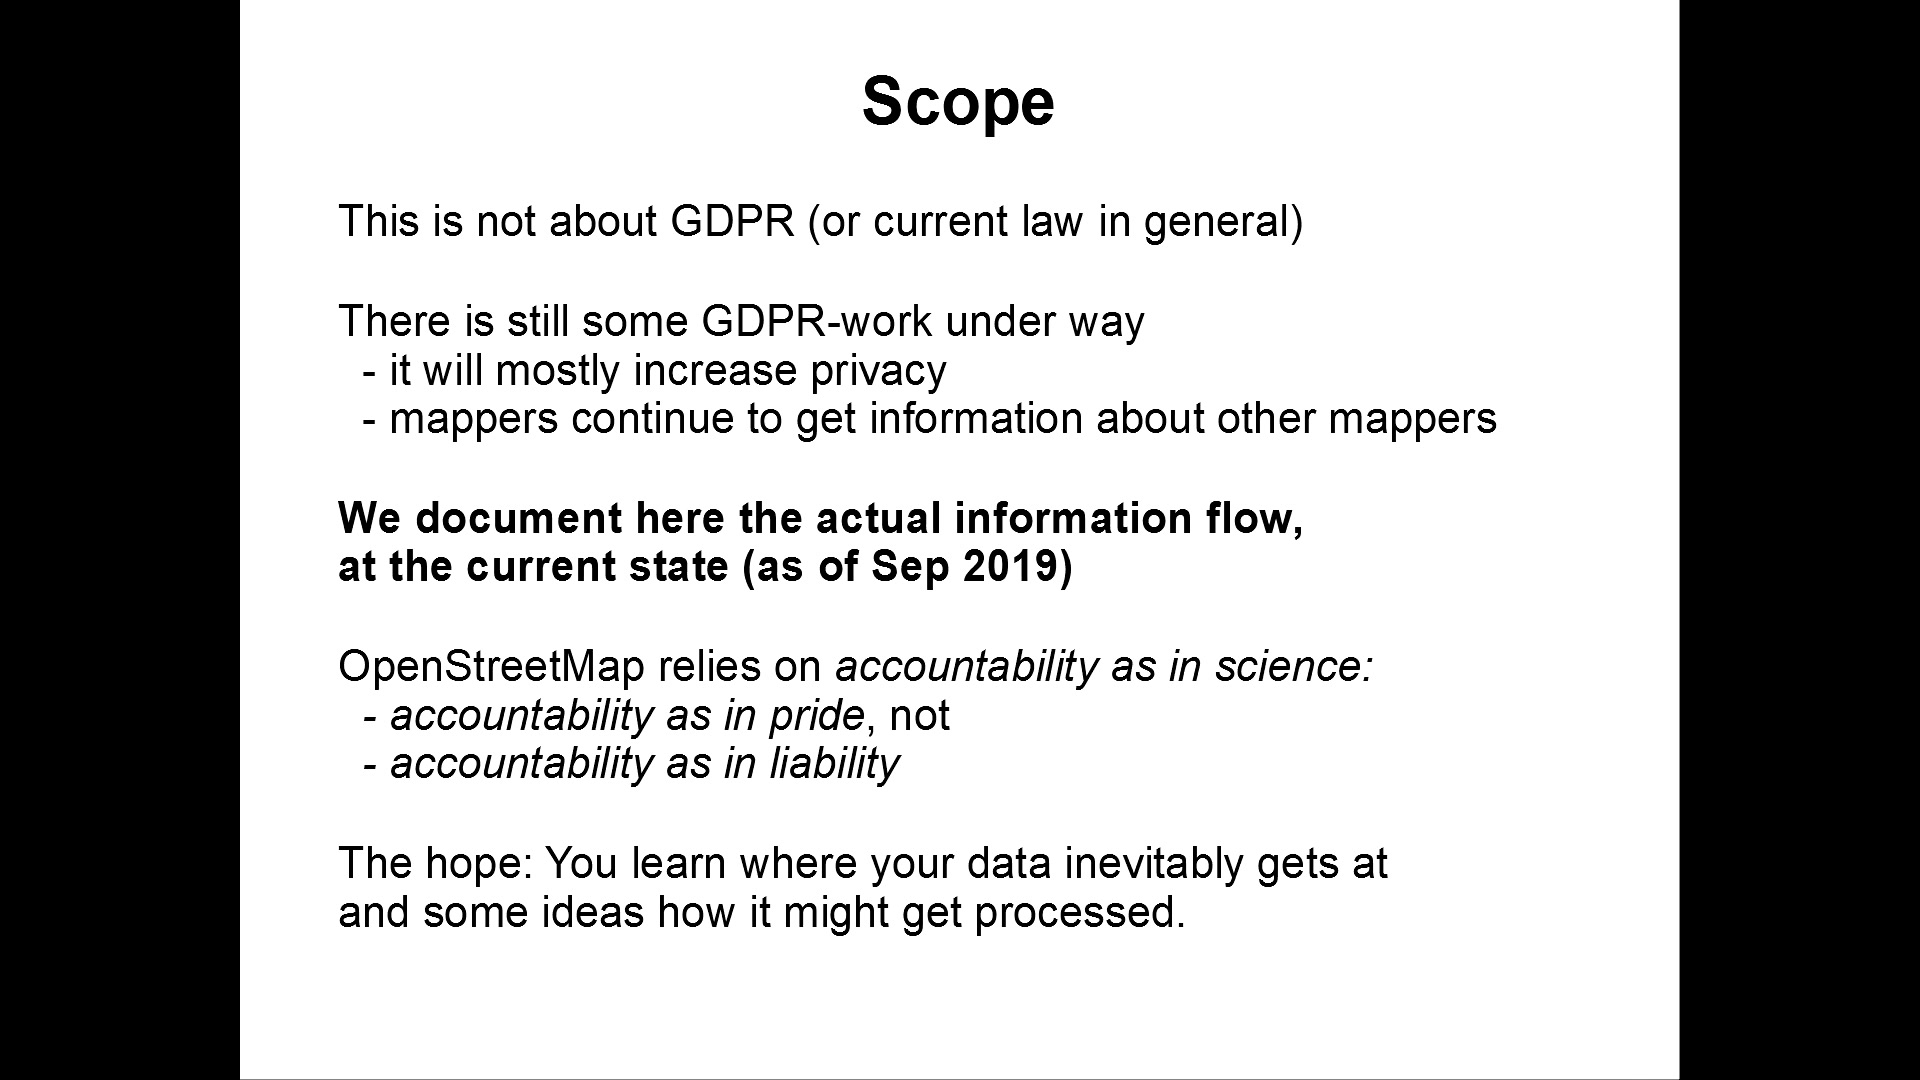 Scope
This is not about GDPR (or current law in general)
There is still some GDPR-work under way
- it will mostly increase privacy
- mappers continue to get information about other mappers
We document here the actual information flow,
at the current state (as of Sep 2019)
OpenStreetMap relies on accountability as in science:
- accountability as in pride, not
- accountability as in liability
The hope: You learn where your data inevitably gets at
and some ideas how it might get processed.